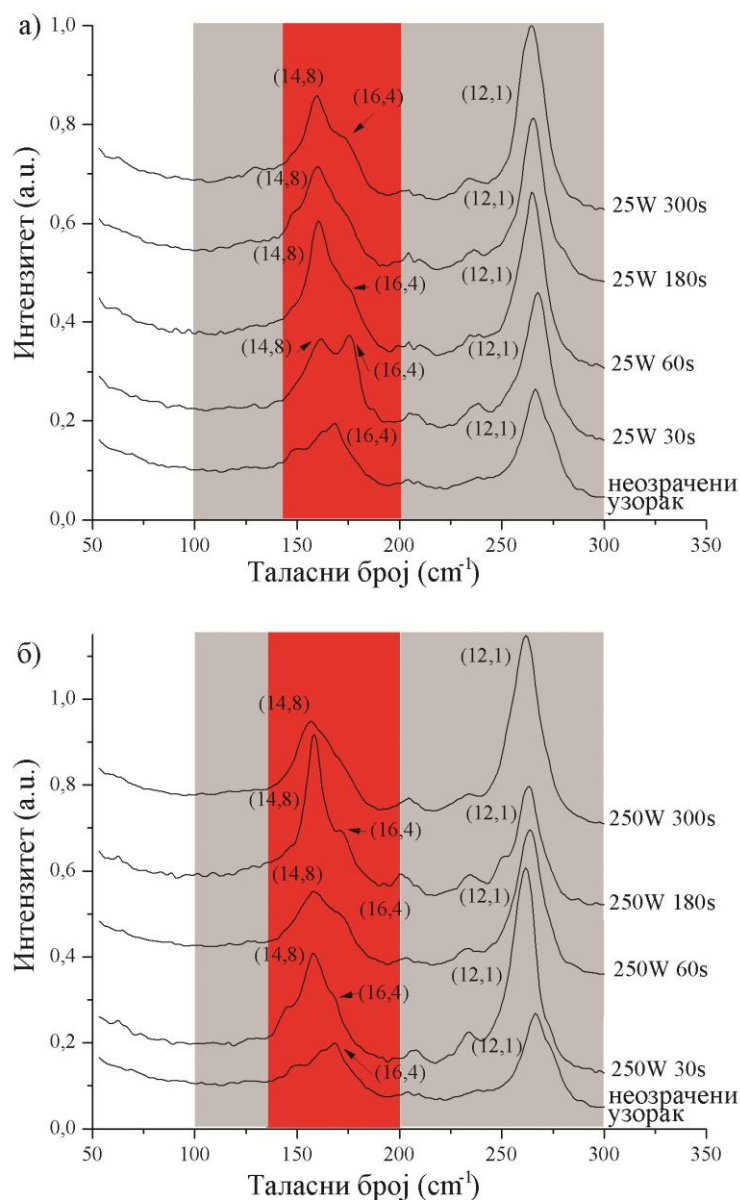 а)
1,0
0,8
0,6
0,4
0,2
0,0
Интензитет (a.u.)
(14,8)
(16,4)
(12,1)
25W 300s
(14,8)
(12,1)
25W 180s
(14,8)
(16,4)
(12,1)
25W 60s
(14,8)
(16,4)
(12,1)
25W 30s
(16,4)
(12,1)
неозрачени
узорак
50 100 150 200 250 300 350
Таласни број (cm⁻¹)
б)
1,0
0,8
0,6
0,4
0,2
0,0
Интензитет (a.u.)
(14,8)
(12,1)
250W 300s
(14,8)
(16,4)
(12,1)
250W 180s
(14,8)
(16,4)
(12,1)
250W 60s
(14,8)
(16,4)
(12,1)
250W 30s
(16,4)
(12,1)
неозрачени
узорак
50 100 150 200 250 300 350
Таласни број (cm⁻¹)